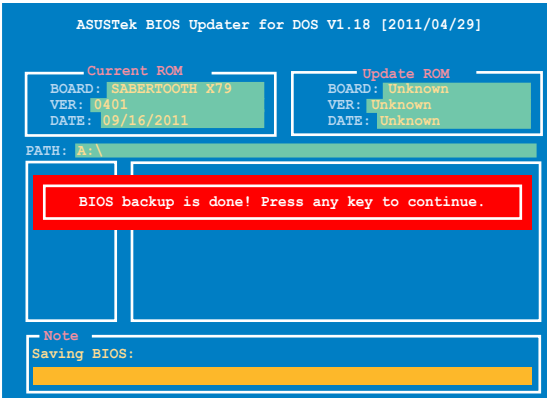 ASUSTek BIOS Updater for DOS V1.18 [2011/04/29]
Current ROM
BOARD: SABERTOOTH X79
VER: 0401
DATE: 09/16/2011
Update ROM
BOARD: Unknown
VER: Unknown
DATE: Unknown
PATH: A:\
BIOS backup is done! Press any key to continue.
Note
Saving BIOS: